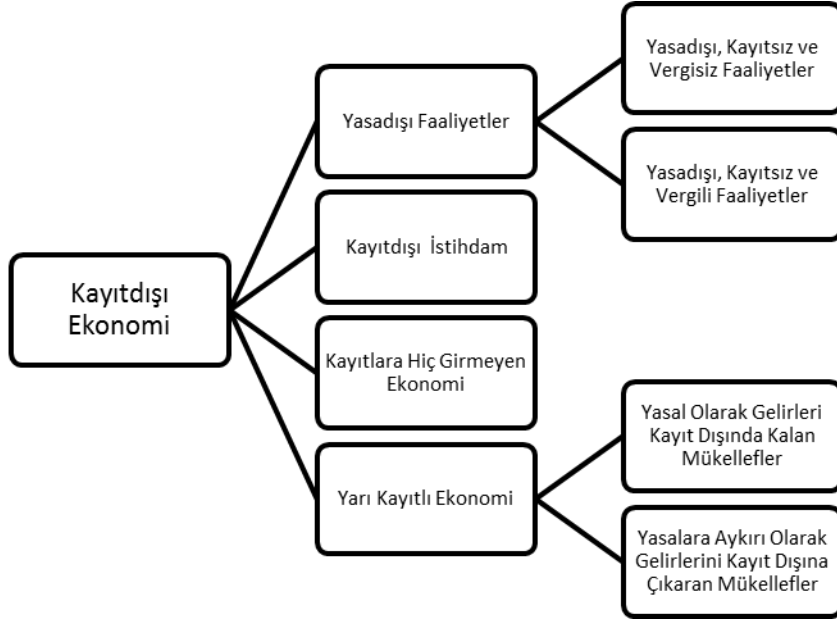 Kayıtdışı
Ekonomi
Yasadışı Faaliyetler
Yasadışı, Kayıtsız ve
Vergisiz Faaliyetler
Yasadışı, Kayıtsız ve
Vergili Faaliyetler
Kayıtdışı İstihdam
Kayıtlara Hiç Girmeyen
Ekonomi
Yarı Kayıtlı Ekonomi
Yasal Olarak Gelirleri
Kayıt Dışında Kalan
Mükellefler
Yasalara Aykırı Olarak
Gelirlerini Kayıt Dışına
Çıkaran Mükellefler